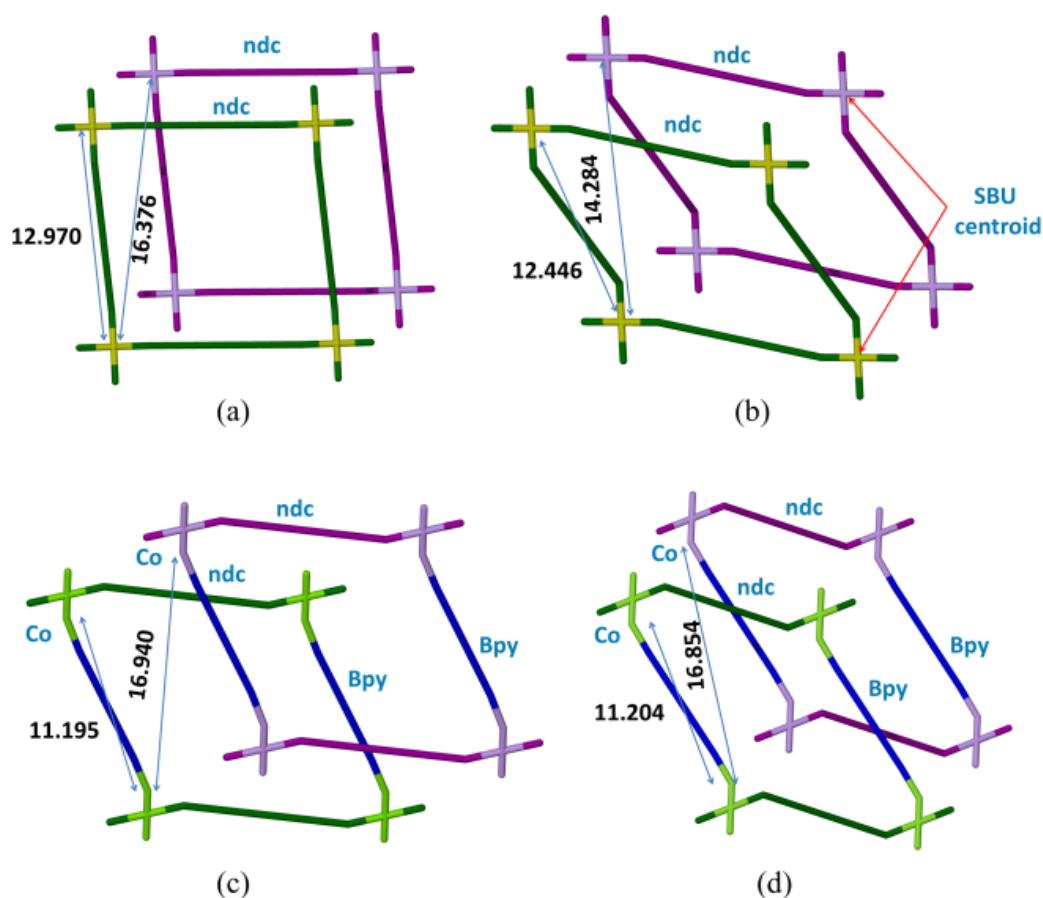 ndc
ndc
12.970
16.376
(a)
ndc
ndc
14.284
12.446
SBU
centroid
(b)
ndc
Co
ndc
Co
16.940
Bpy
Bpy
11.195
(c)
ndc
Co
ndc
Co
16.854
Bpy
Bpy
11.204
(d)